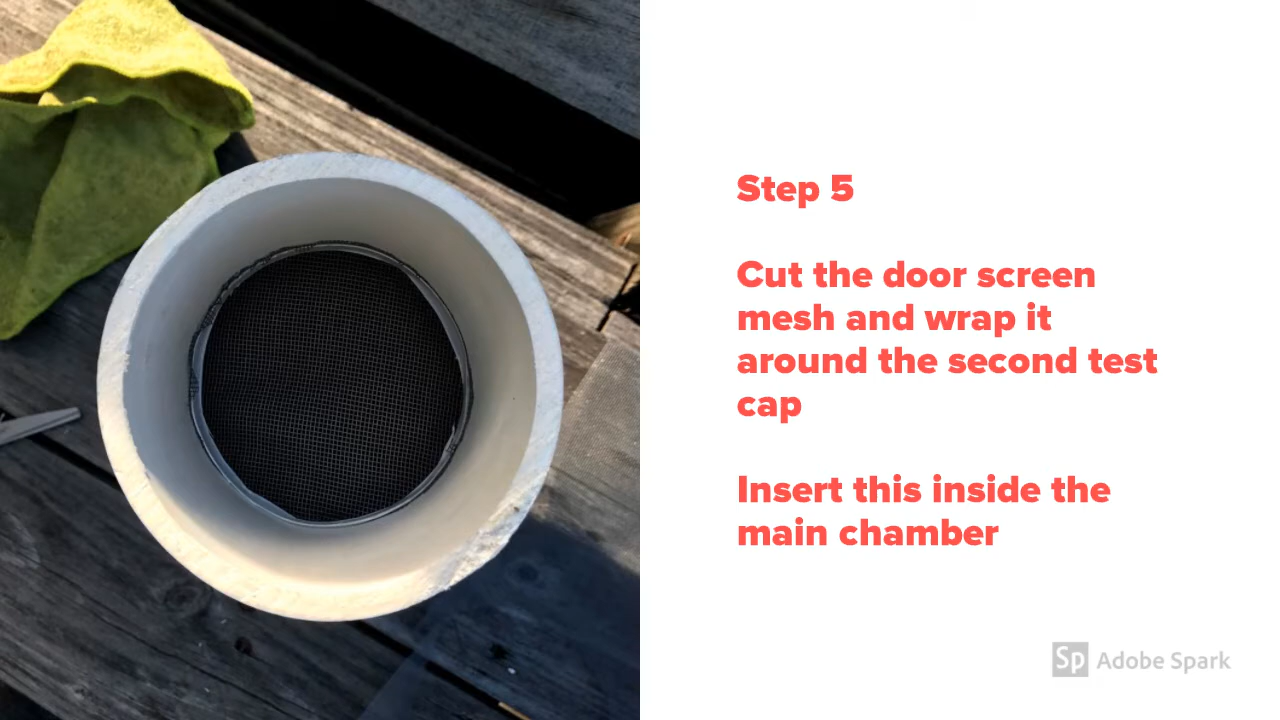 Step 5
Cut the door screen
mesh and wrap it
around the second test
cap
Insert this inside the
main chamber
Sp Adobe Spark